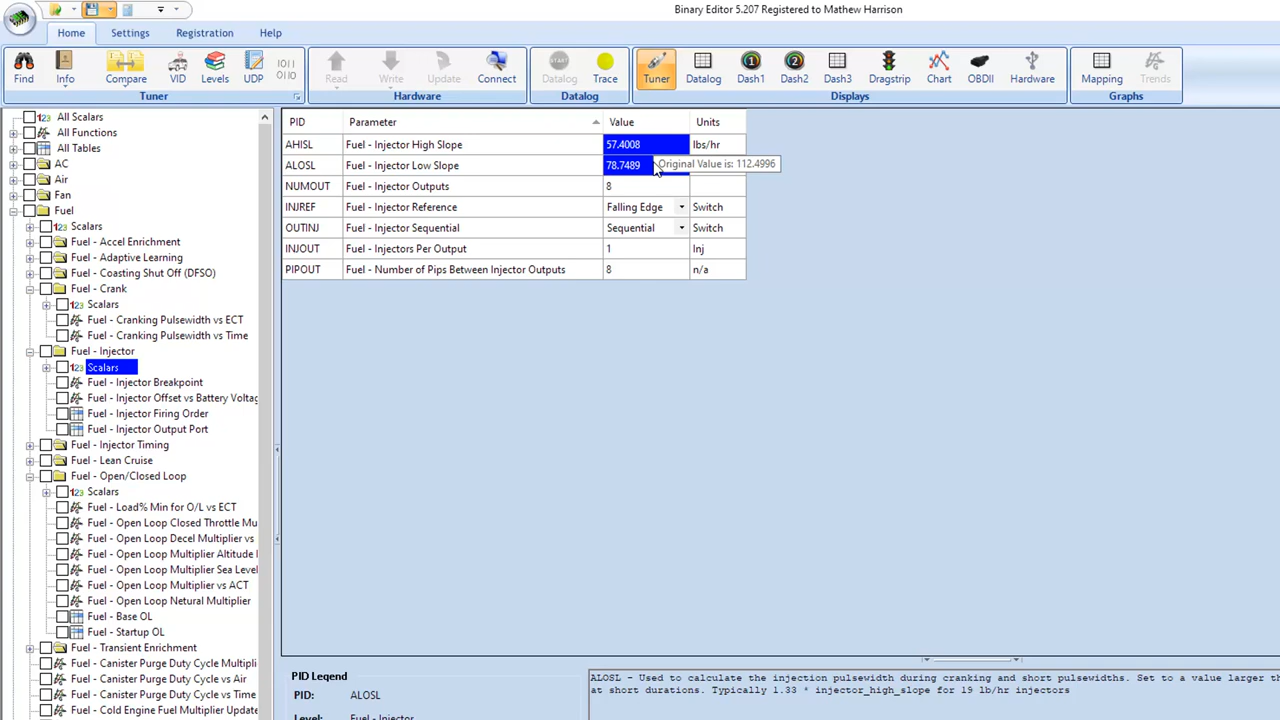 Binary Editor 5.207 Registered to Mathew Harrison
Home Settings Registration Help
Find Info Compare VID Levels UDP Read Write Update Connect Datalog Trace Tuner Datalog Dash1 Dash2 Dash3 Dragstrip Chart OBDII Hardware Mapping Trends
Tuner Hardware Datalog Displays Graphs
All Scalars
All Functions
All Tables
AC
Air
Fan
Fuel
Scalars
Fuel - Accel Enrichment
Fuel - Adaptive Learning
Fuel - Coasting Shut Off (DFSO)
Fuel - Crank
Scalars
Fuel - Cranking Pulsewidth vs ECT
Fuel - Cranking Pulsewidth vs Time
Fuel - Injector
Scalars
Fuel - Injector Breakpoint
Fuel - Injector Offset vs Battery Voltag
Fuel - Injector Firing Order
Fuel - Injector Output Port
Fuel - Injector Timing
Fuel - Lean Cruise
Fuel - Open/Closed Loop
Scalars
Fuel - Load% Min for O/L vs ECT
Fuel - Open Loop Closed Throttle Mu
Fuel - Open Loop Decel Multiplier vs
Fuel - Open Loop Multiplier Altitude
Fuel - Open Loop Multiplier Sea Level
Fuel - Open Loop Multiplier vs ACT
Fuel - Open Loop Netural Multiplier
Fuel - Base OL
Fuel - Startup OL
Fuel - Transient Enrichment
Fuel - Canister Purge Duty Cycle Multipli
Fuel - Canister Purge Duty Cycle vs Air
Fuel - Canister Purge Duty Cycle vs Time
Fuel - Cold Engine Fuel Multiplier Update
PID Parameter Value Units
AHISL Fuel - Injector High Slope 57.4008 lbs/hr
ALOSL Fuel - Injector Low Slope 78.7489 Original Value is: 112.4996
NUMOUT Fuel - Injector Outputs 8
INJREF Fuel - Injector Reference Falling Edge Switch
OUTINJ Fuel - Injector Sequential Sequential Switch
INJOUT Fuel - Injectors Per Output 1 Inj
PIPOUT Fuel - Number of Pips Between Injector Outputs 8 n/a
PID Legend
PID: ALOSL
Level: Fuel - Injector
ALOSL - Used to calculate the injection pulsewidth during cranking and short pulsewidths. Set to a value larger th
at short durations. Typically 1.33 * injector_high_slope for 19 lb/hr injectors